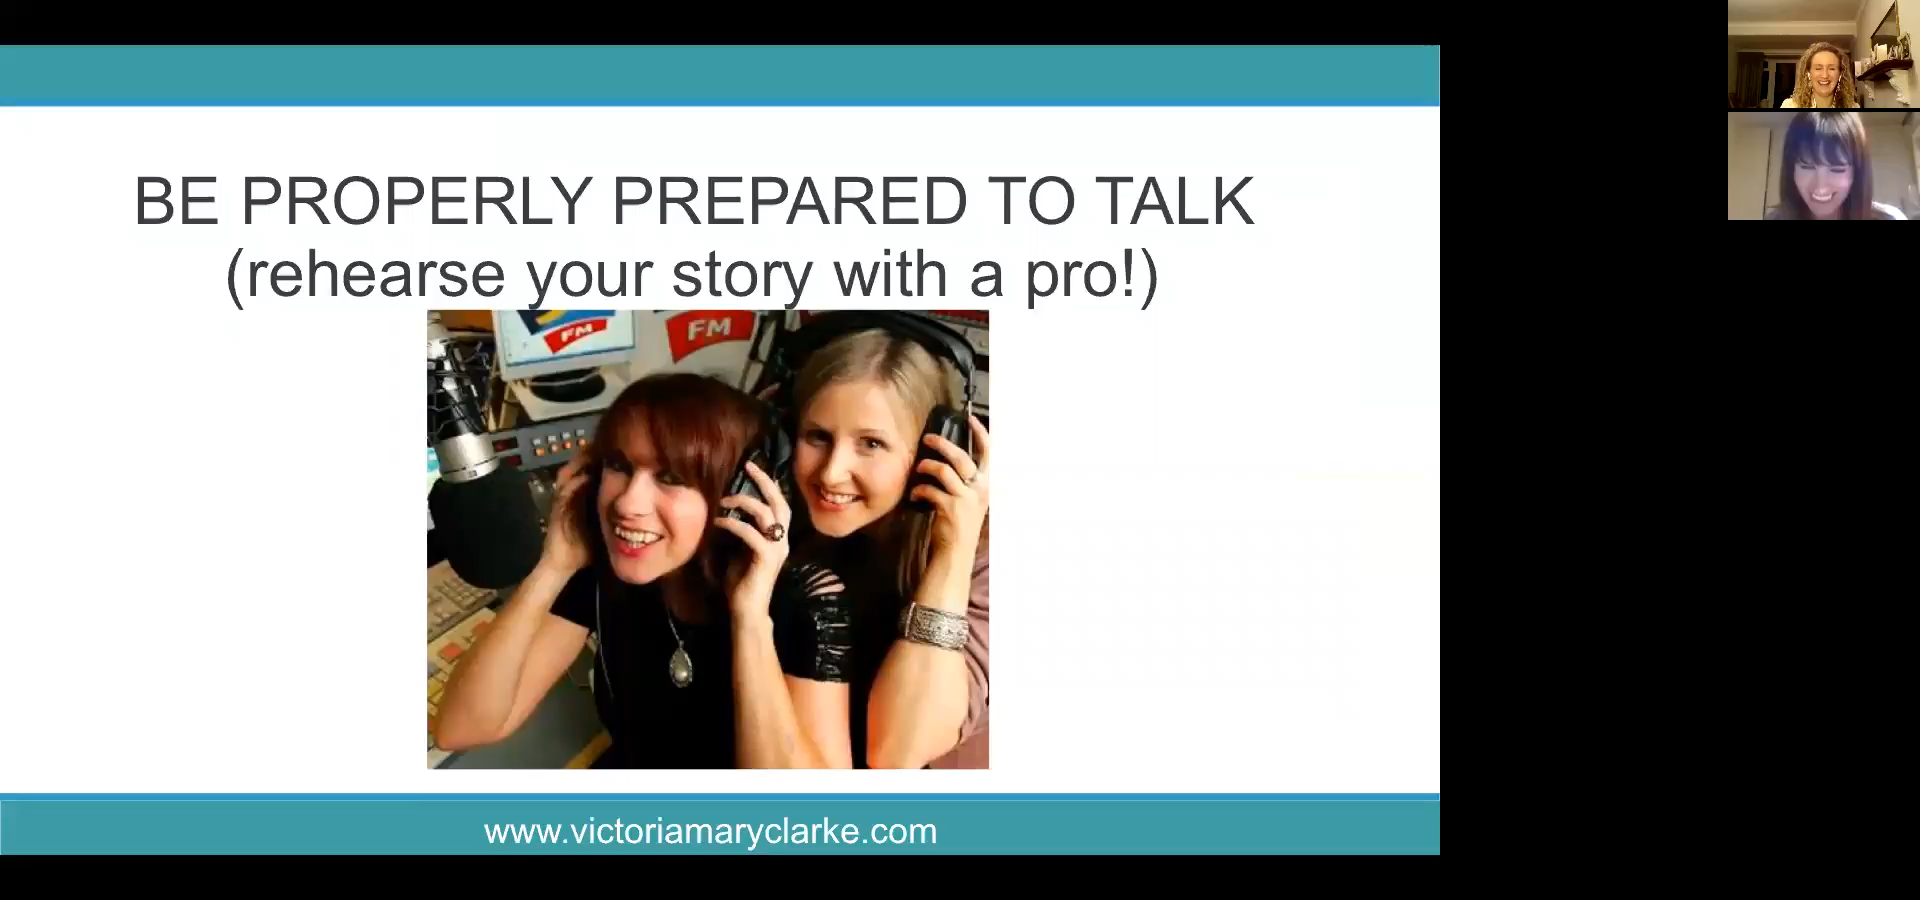 BE PROPERLY PREPARED TO TALK
(rehearse your story with a pro!)
FM
FM
www.victoriamaryclarke.com